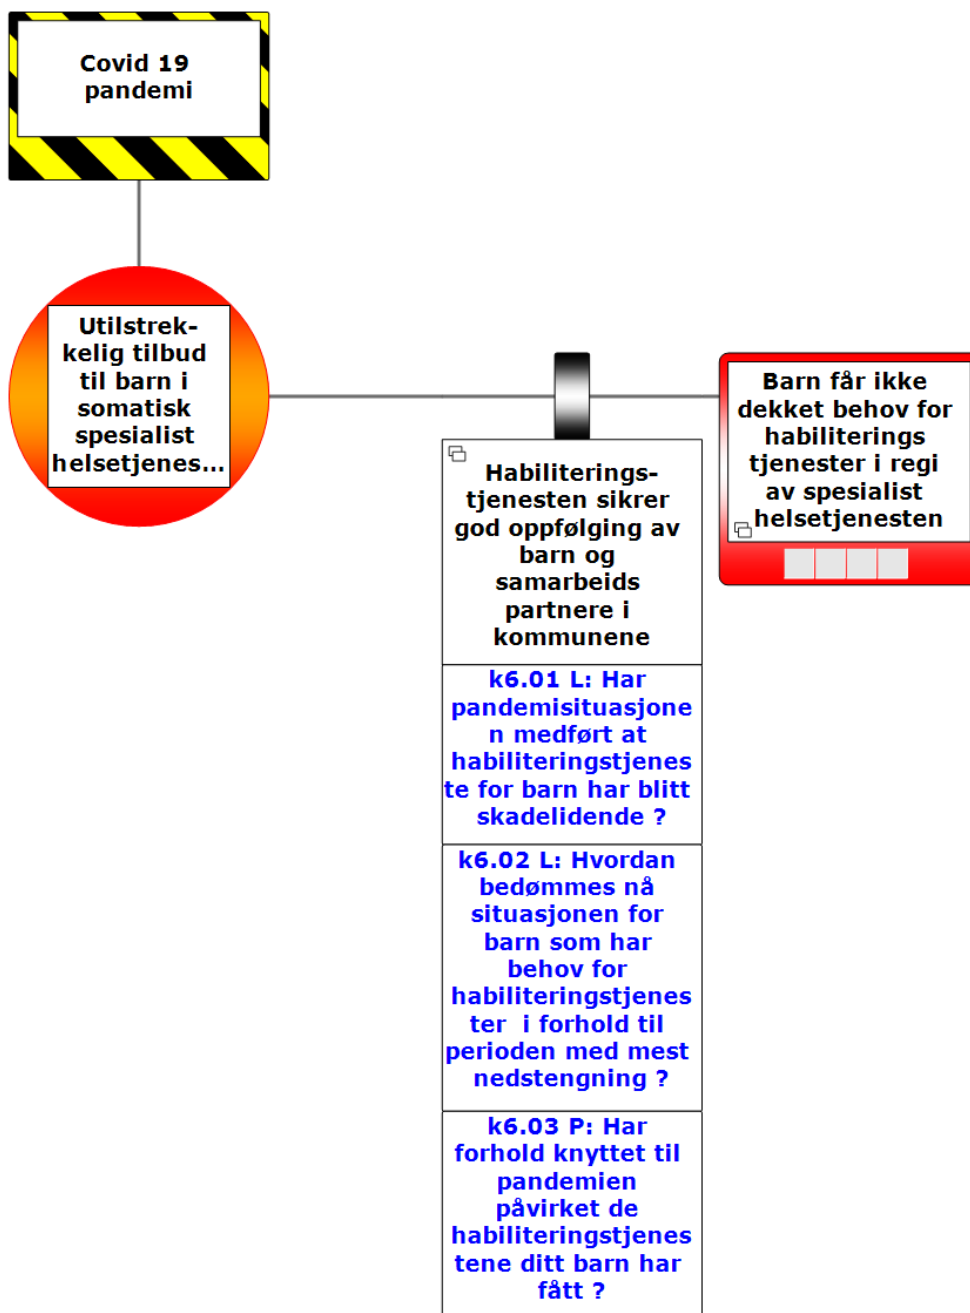 Covid 19
pandemi
Utilstrek-
kelig tilbud
til barn i
somatisk
spesialist
helsetjenes...
Habiliterings-
tjenesten sikrer
god oppfølging av
barn og
samarbeids
partnere i
kommunene
k6.01 L: Har
pandemisituasjone
n medført at
habiliteringstjenes
te for barn har blitt
skadelidende ?
k6.02 L: Hvordan
bedømmes nå
situasjonen for
barn som har
behov for
habiliteringstjenes
ter i forhold til
perioden med mest
nedstengning ?
k6.03 P: Har
forhold knyttet til
pandemien
påvirket de
habiliteringstjenes
tene ditt barn har
fått ?
Barn får ikke
dekket behov for
habiliterings
tjenester i regi
av spesialist
helsetjenesten